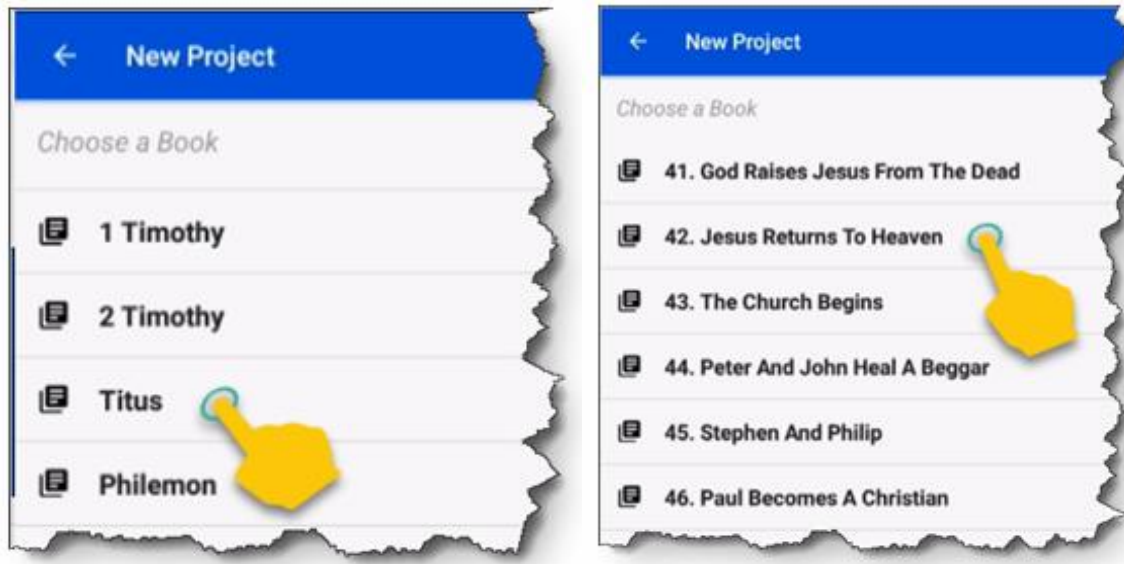 New Project
Choose a Book
1 Timothy
2 Timothy
Titus
Philemon
New Project
Choose a Book
41. God Raises Jesus From The Dead
42. Jesus Returns To Heaven
43. The Church Begins
44. Peter And John Heal A Beggar
45. Stephen And Philip
46. Paul Becomes A Christian